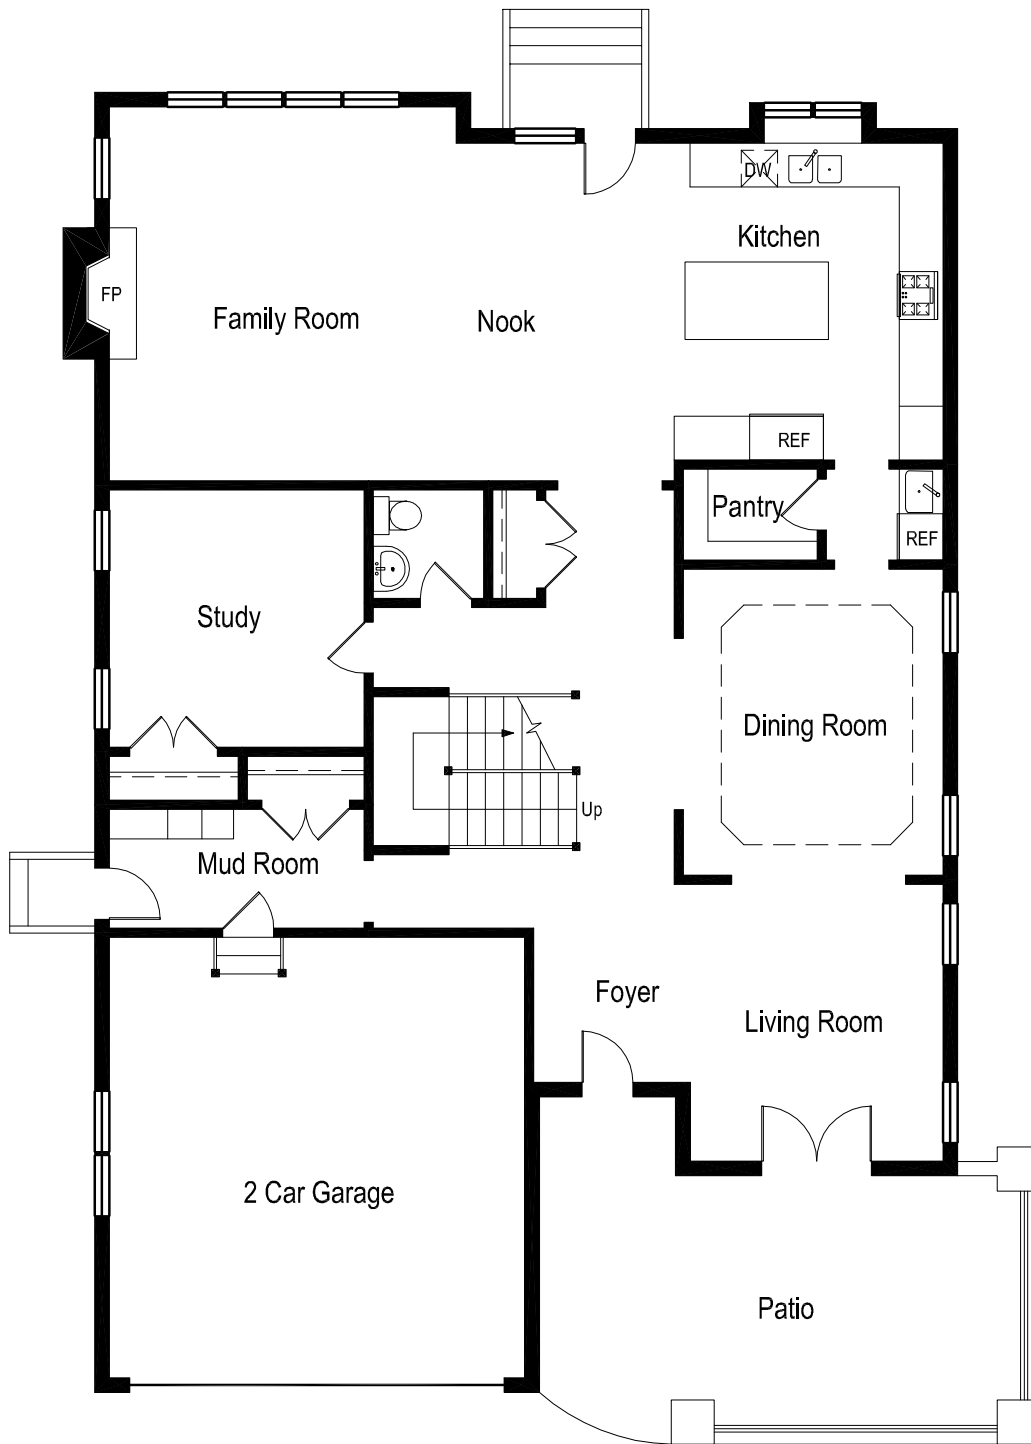 DW
Kitchen
FP
Family Room
Nook
REF
Pantry
REF
Study
Dining Room
Up
Mud Room
Foyer
Living Room
2 Car Garage
Patio